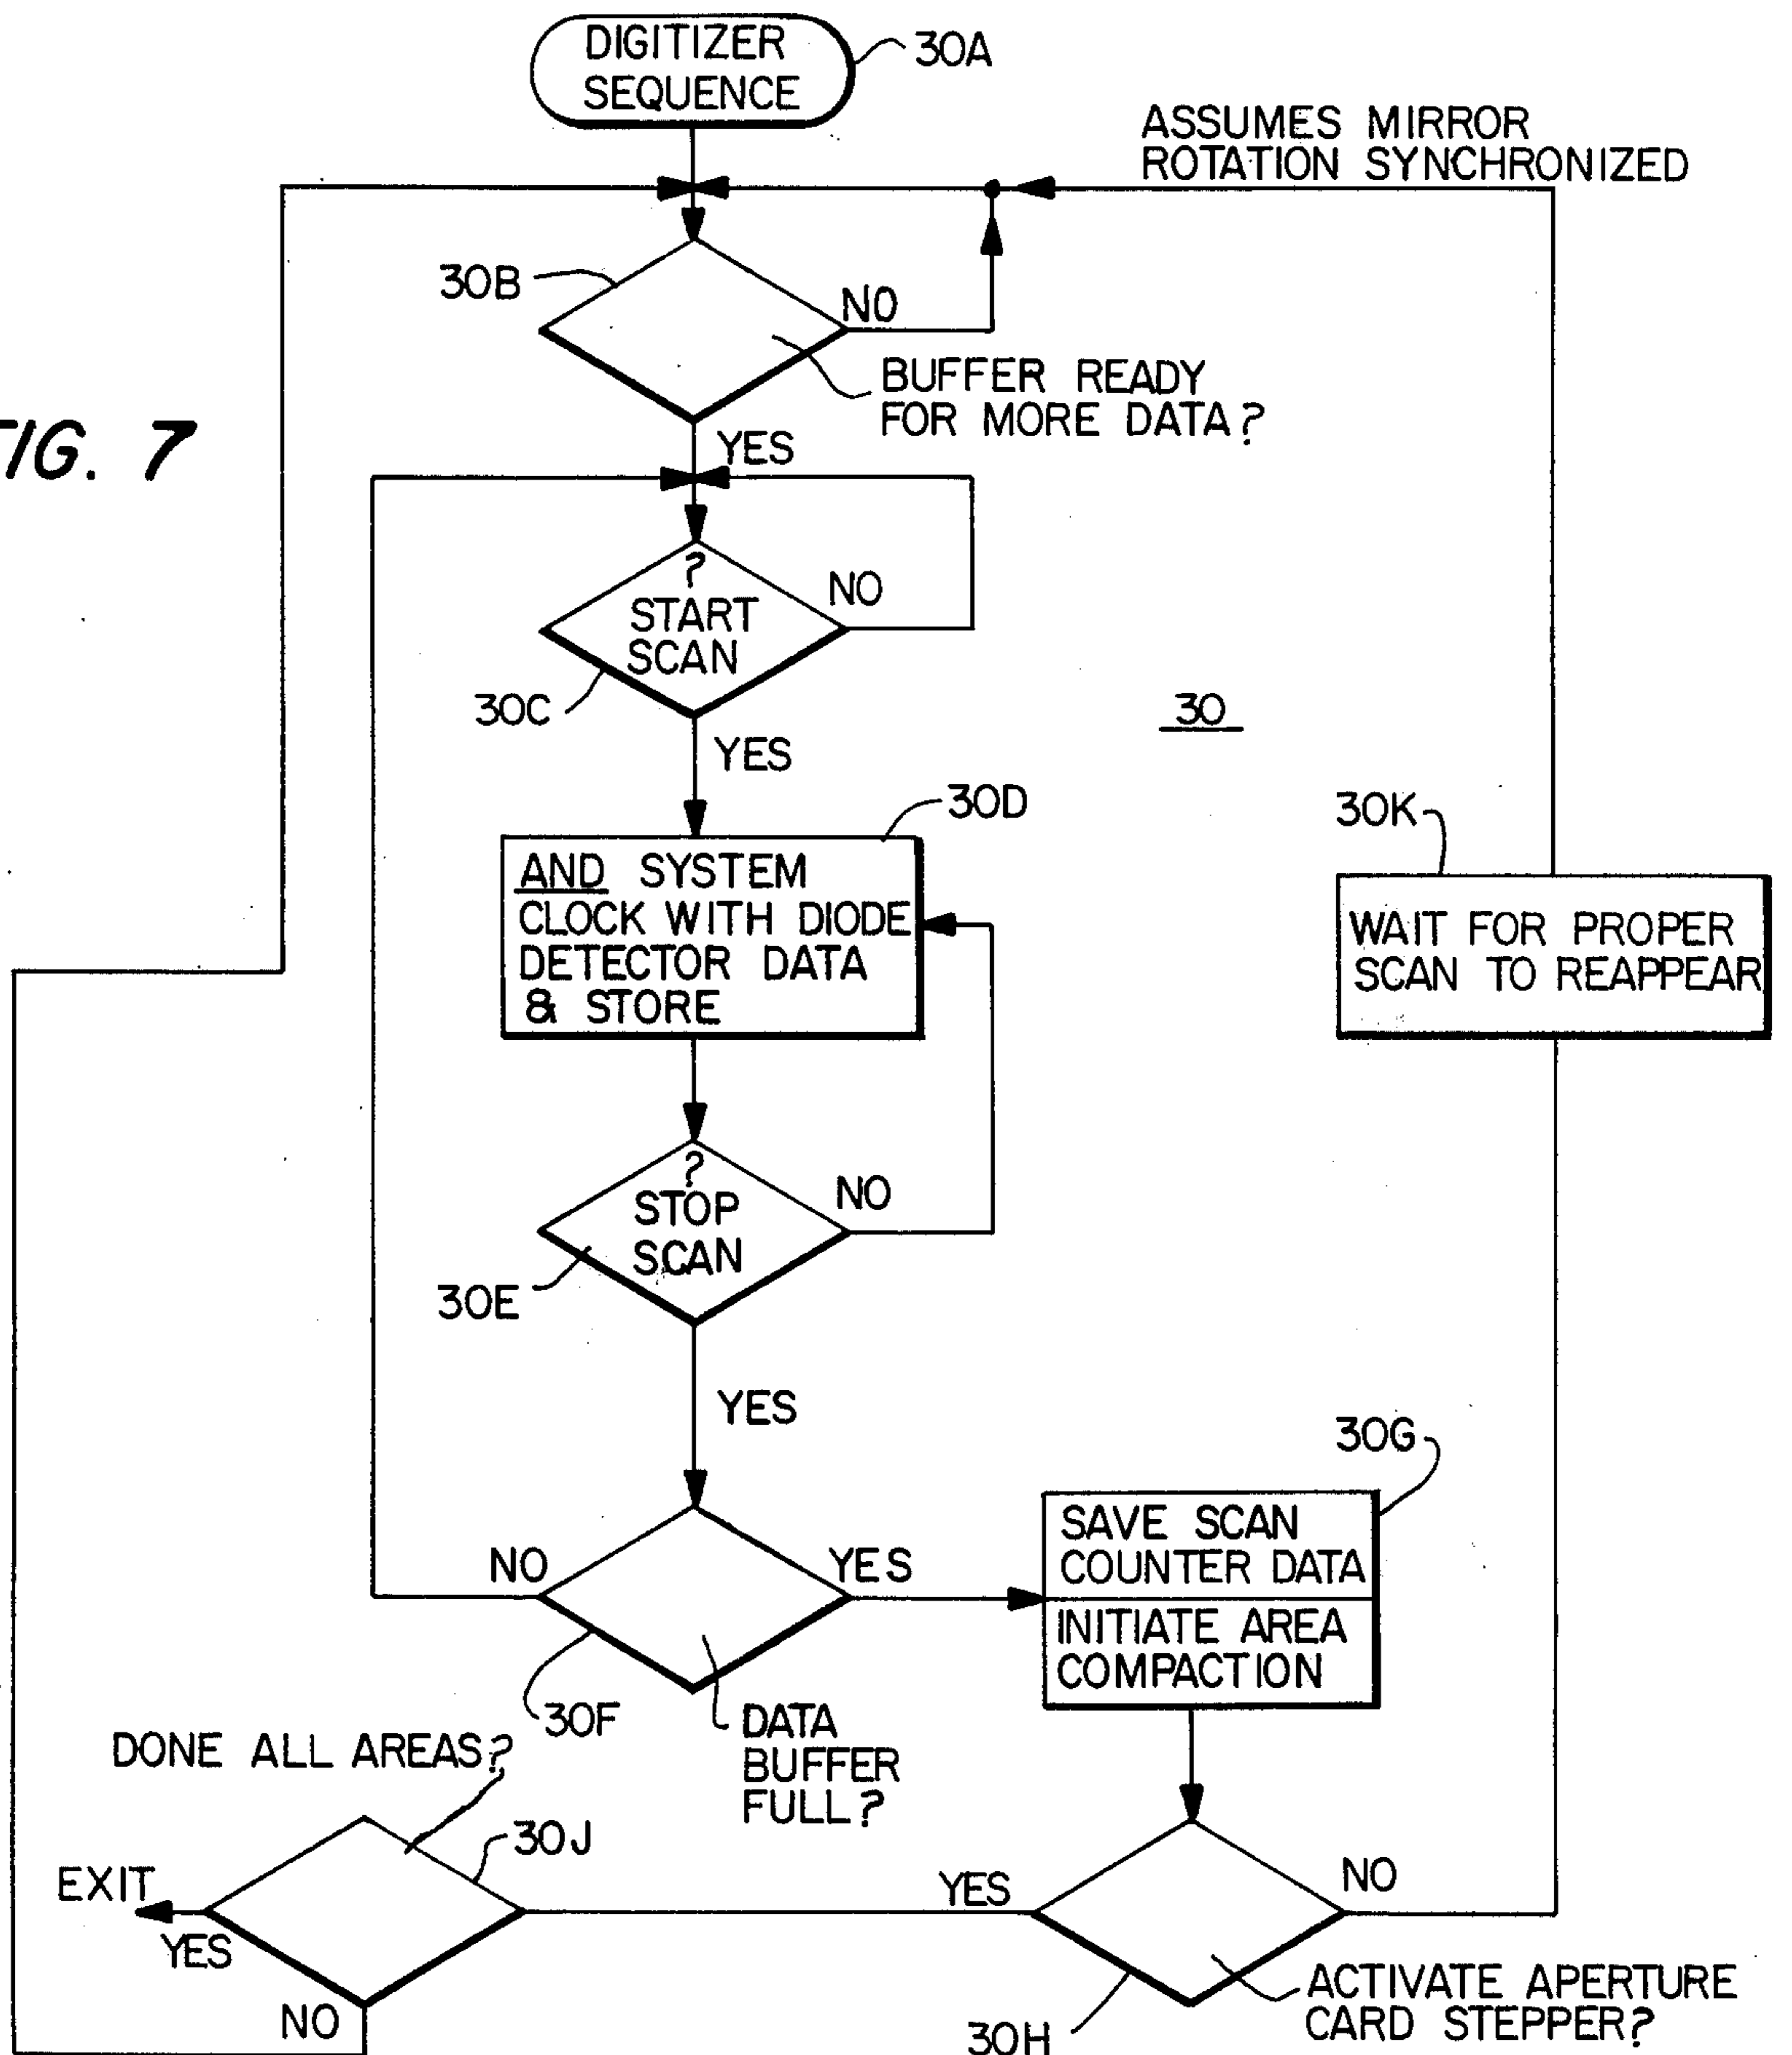 DIGITIZER
SEQUENCE
30A
ASSUMES MIRROR
ROTATION SYNCHRONIZED
30B
NO
BUFFER READY
FOR MORE DATA?
FIG. 7
YES
?
START
SCAN
NO
30C
30
YES
30D
30K
AND SYSTEM
CLOCK WITH DIODE
DETECTOR DATA
& STORE
WAIT FOR PROPER
SCAN TO REAPPEAR
?
STOP
SCAN
NO
30E
YES
30G
SAVE SCAN
COUNTER DATA
INITIATE AREA
COMPACTION
NO
YES
30F
DATA
BUFFER
FULL?
DONE ALL AREAS?
30J
EXIT
YES
NO
YES
NO
30H
ACTIVATE APERTURE
CARD STEPPER?